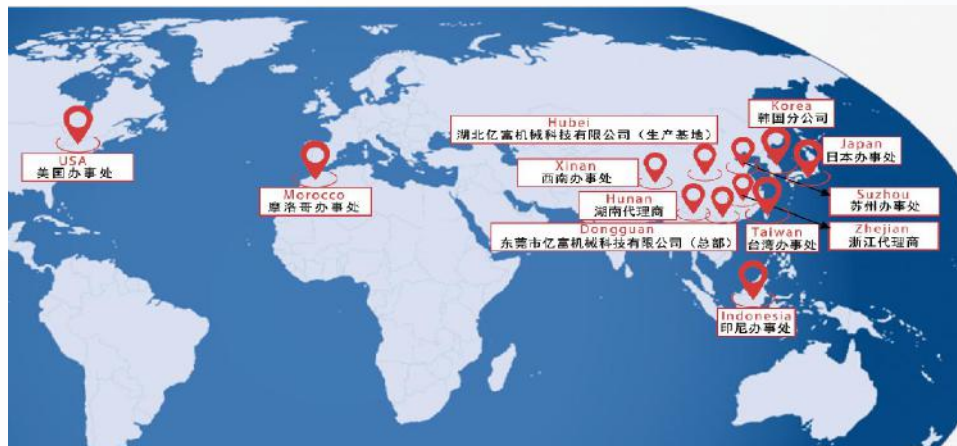 Korea
韩国分公司
Hubei
湖北亿富机械科技有限公司（生产基地）
Japan
日本办事处
USA
美国办事处
Xinan
西南办事处
Morocco
摩洛哥办事处
Hunan
湖南代理商
Suzhou
苏州办事处
Dongguan
东莞市亿富机械科技有限公司（总部）
Taiwan
台湾办事处
Zhejian
浙江代理商
Indonesia
印尼办事处